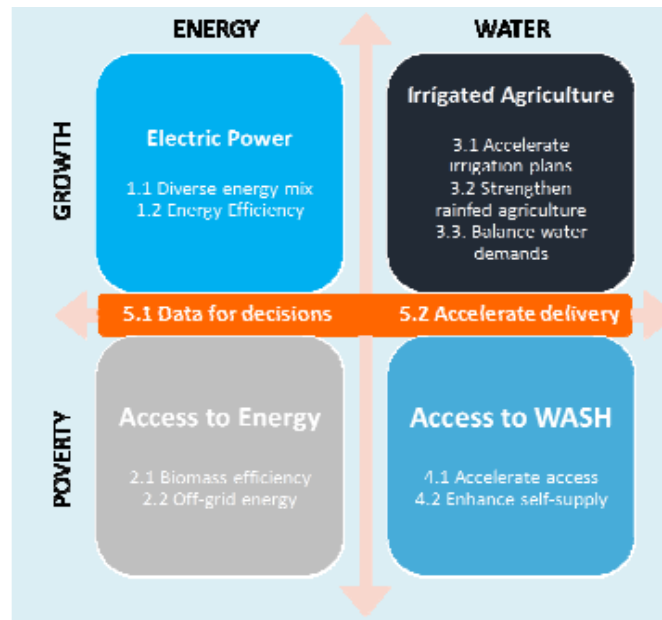 ENERGY
WATER
GROWTH
Electric Power
1.1 Diverse energy mix
1.2 Energy Efficiency
Irrigated Agriculture
3.1 Accelerate
irrigation plans
3.2 Strengthen
rainfed agriculture
3.3. Balance water
demands
5.1 Data for decisions
5.2 Accelerate delivery
POVERTY
Access to Energy
2.1 Biomass efficiency
2.2 Off-grid energy
Access to WASH
4.1 Accelerate access
4.2 Enhance self-supply